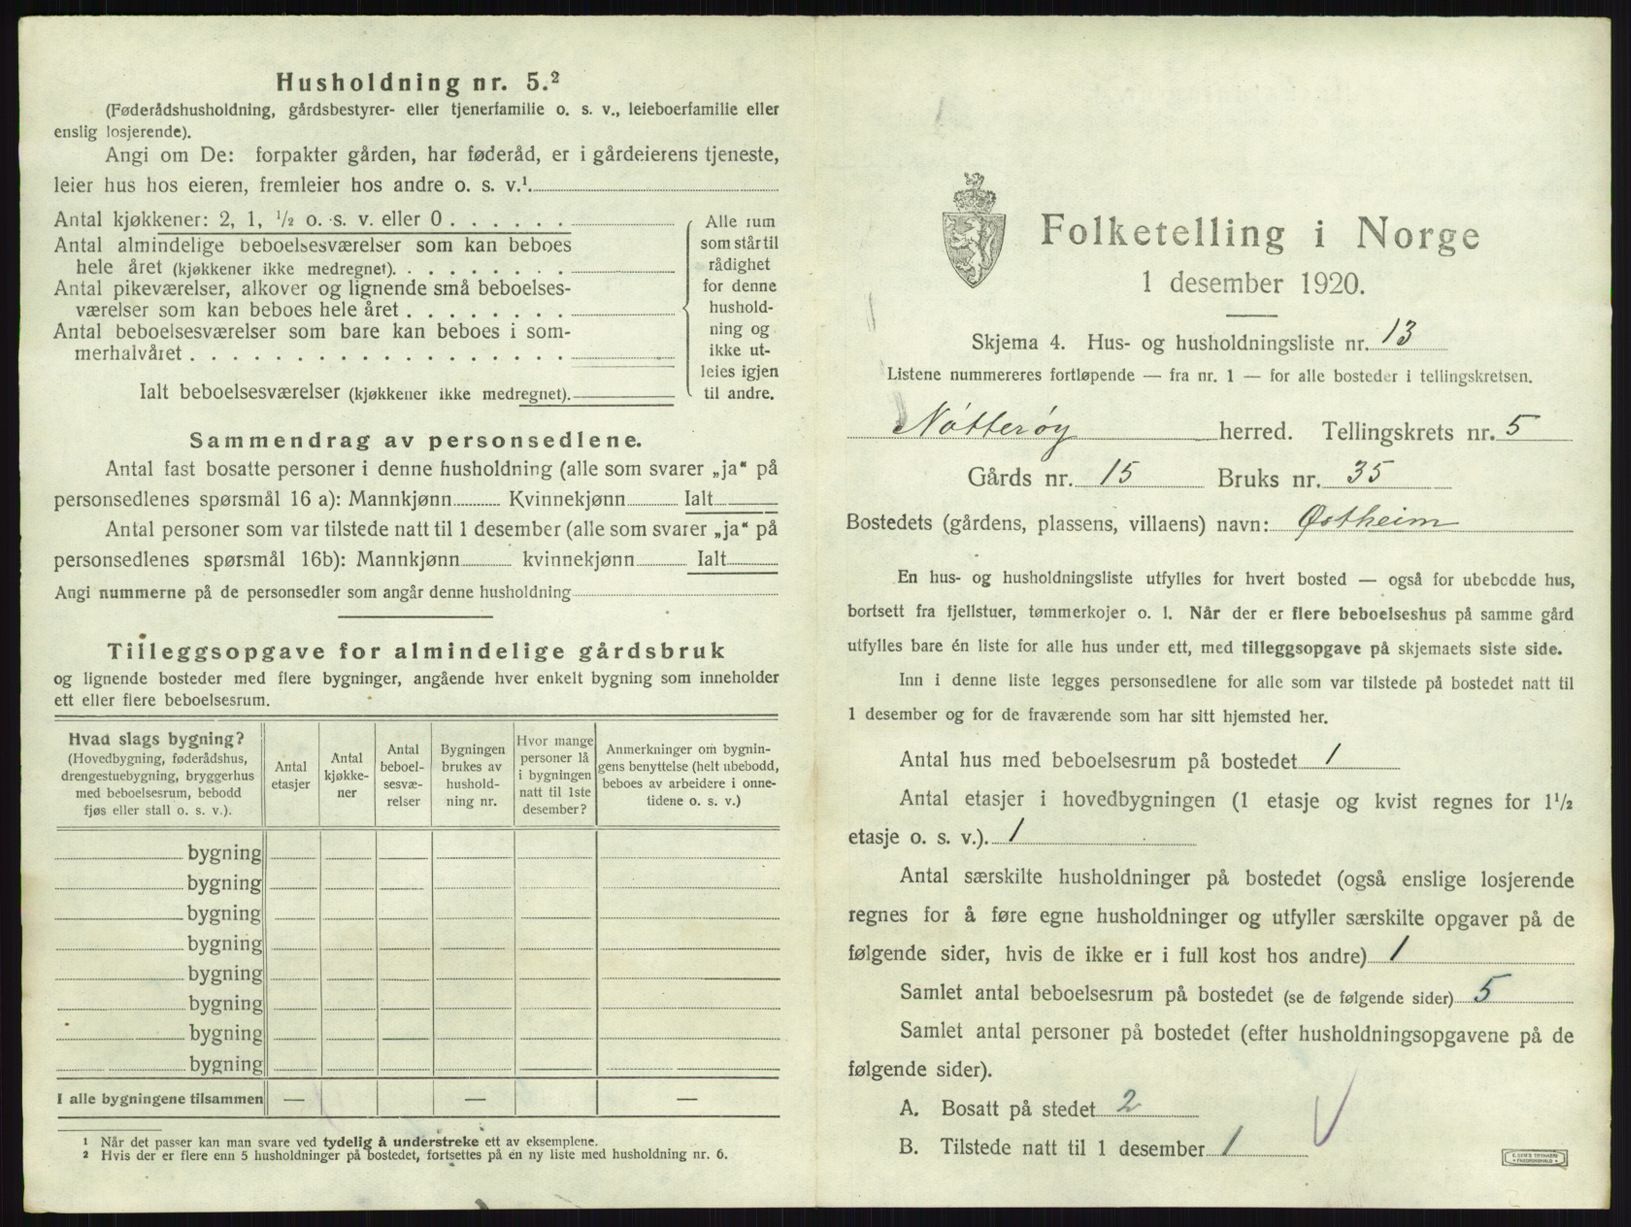 Husholdning nr. 5.²
(Føderådshusholdning, gårdsbestyrer- eller tjenerfamilie o. s. v., leieboerfamilie eller
enslig losjerende).
Angi om De: forpakter gården, har føderåd, er i gårdeierens tjeneste,
leier hus hos eieren, fremleier hos andre o. s. v.¹.
Antal kjøkkener: 2, 1, ½ o. s. v. eller 0 . . . . . .
Antal almindelige beboelsesværelser som kan beboes
hele året (kjøkkener ikke medregnet). . . . . . . . .
Antal pikeværelser, alkover og lignende små beboelses-
værelser som kan beboes hele året . . . . . . . .
Antal beboelsesværelser som bare kan beboes i som-
merhalvåret . . . . . . . . . . . . . . . . . .
Ialt beboelsesværelser (kjøkkener ikke medregnet).
Alle rum
som står til
rådighet
for denne
hushold-
ning og
ikke ut-
leies igjen
til andre.
Sammendrag av personsedlene.
Antal fast bosatte personer i denne husholdning (alle som svarer „ja“ på
personsedlenes spørsmål 16 a): Mannkjønn Kvinnekjønn Ialt
Antal personer som var tilstede natt til 1 desember (alle som svarer „ja“ på
personsedlenes spørsmål 16b): Mannkjønn kvinnekjønn Ialt
Angi nummerne på de personsedler som angår denne husholdning
Tilleggsopgave for almindelige gårdsbruk
og lignende bosteder med flere bygninger, angående hver enkelt bygning som inneholder
ett eller flere beboelsesrum.
Hvad slags bygning?
(Hovedbygning, føderådshus,
drengestuebygning, bryggerhus
med beboelsesrum, bebodd
fjøs eller stall o. s. v.).
Antal
etasjer
Antal
kjøkke-
ner
Antal
beboel-
sesvæ-
relser
Bygningen
brukes av
hushold-
ning nr.
Hvor mange
personer lå
i bygningen
natt til 1ste
desember?
Anmerkninger om bygnin-
gens benyttelse (helt ubebodd,
beboes av arbeidere i onne-
tidene o. s. v.)
bygning
bygning
bygning
bygning
bygning
bygning
bygning
bygning
I alle bygningene tilsammen — — —
¹ Når det passer kan man svare ved tydelig å understreke ett av eksemplene.
² Hvis der er flere enn 5 husholdninger på bostedet, fortsettes på en ny liste med husholdning nr. 6.
Folketelling i Norge
1 desember 1920.
Skjema 4. Hus- og husholdningsliste nr. 13
Listene nummereres fortløpende — fra nr. 1 — for alle bosteder i tellingskretsen.
Nøtterøy herred. Tellingskrets nr. 5
Gårds nr. 15 Bruks nr. 35
Bostedets (gårdens, plassens, villaens) navn: Østheim
En hus- og husholdningsliste utfylles for hvert bosted — også for ubebodde hus,
bortsett fra fjellstuer, tømmerkojer o. l. Når der er flere beboelseshus på samme gård
utfylles bare én liste for alle hus under ett, med tilleggsopgave på skjemaets siste side.
Inn i denne liste legges personsedlene for alle som var tilstede på bostedet natt til
1 desember og for de fraværende som har sitt hjemsted her.
Antal hus med beboelsesrum på bostedet 1
Antal etasjer i hovedbygningen (1 etasje og kvist regnes for 1½
etasje o. s. v.). 1
Antal særskilte husholdninger på bostedet (også enslige losjerende
regnes for å føre egne husholdninger og utfyller særskilte opgaver på de
følgende sider, hvis de ikke er i full kost hos andre) 1
Samlet antal beboelsesrum på bostedet (se de følgende sider) 5
Samlet antal personer på bostedet (efter husholdningsopgavene på de
følgende sider).
A. Bosatt på stedet 2
B. Tilstede natt til 1 desember 1